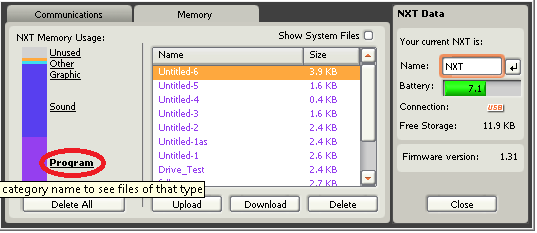 Communications
Memory
NXT Data
NXT Memory Usage:
Show System Files
Unused
Other
Graphic
Sound
Program
Name Size
Untitled-6 3.9 KB
Untitled-5 1.6 KB
Untitled-4 0.4 KB
Untitled-3 1.6 KB
Untitled-2 2.4 KB
Untitled-1as 2.4 KB
Untitled-1 2.6 KB
Drive_Test 2.4 KB
2.7 KB
category name to see files of that type
Delete All
Upload
Download
Delete
Your current NXT is:
Name: NXT
Battery: 7.1
Connection: USB
Free Storage: 11.9 KB
Firmware version: 1.31
Close